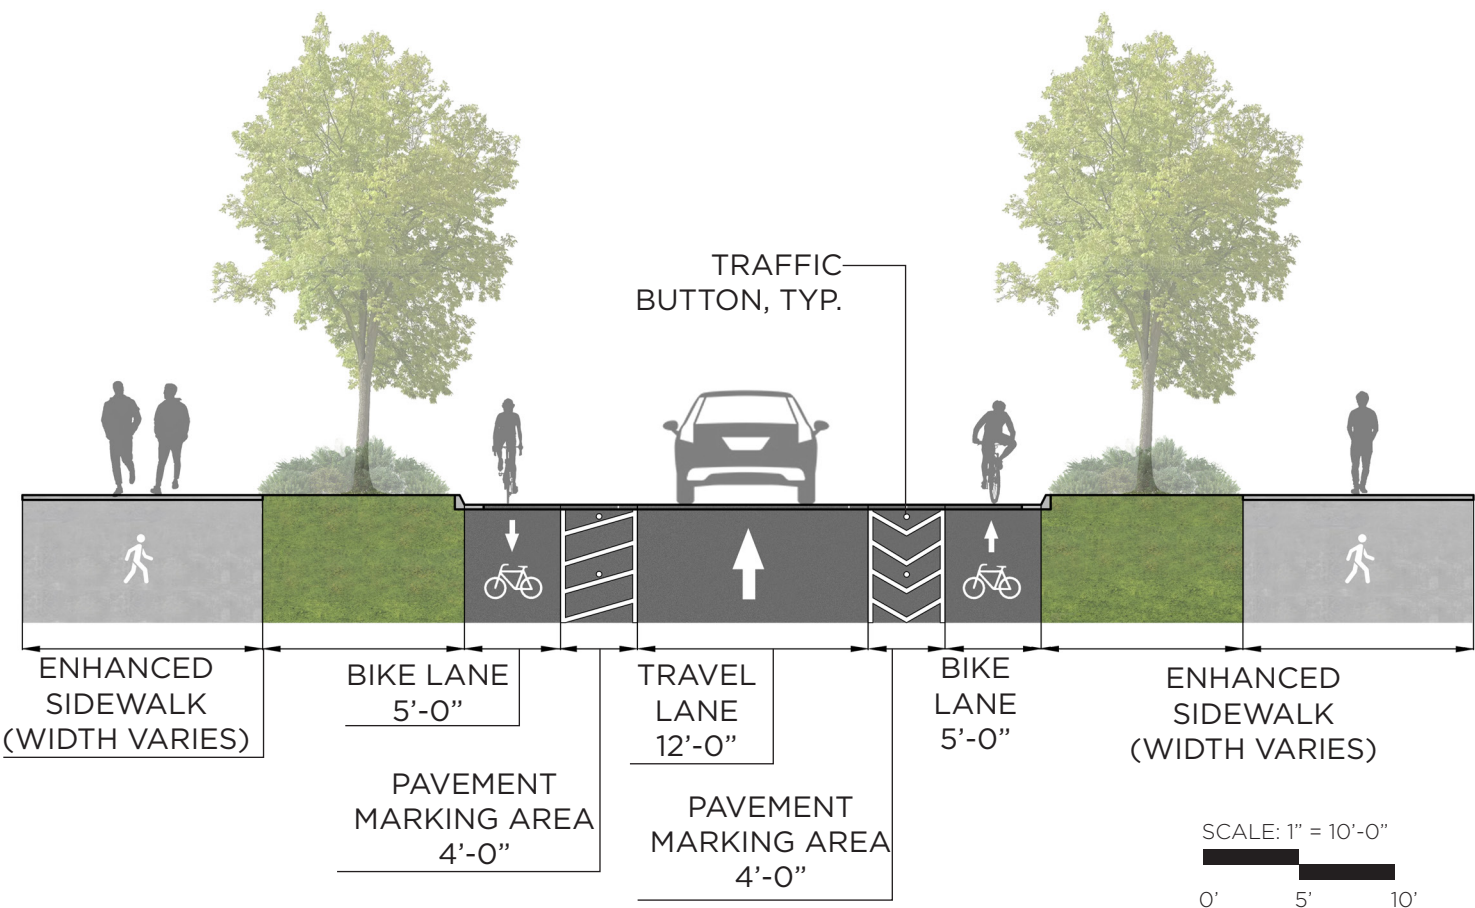 TRAFFIC
BUTTON, TYP.
ENHANCED
SIDEWALK
(WIDTH VARIES)
BIKE LANE
5’-0”
PAVEMENT
MARKING AREA
4’-0”
TRAVEL
LANE
12’-0”
PAVEMENT
MARKING AREA
4’-0”
BIKE
LANE
5’-0”
ENHANCED
SIDEWALK
(WIDTH VARIES)
SCALE: 1” = 10’-0”
0’ 5’ 10’